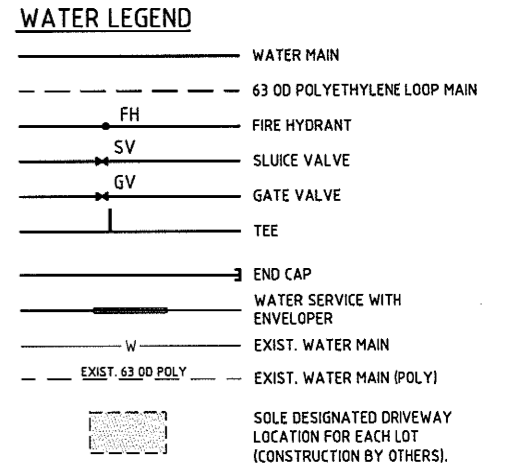 WATER LEGEND
WATER MAIN
63 OD POLYETHYLENE LOOP MAIN
FH
FIRE HYDRANT
SV
SLUICE VALVE
GV
GATE VALVE
TEE
END CAP
WATER SERVICE WITH
ENVELOPER
W
EXIST. WATER MAIN
EXIST. 63 OD POLY
EXIST. WATER MAIN (POLY)
SOLE DESIGNATED DRIVEWAY
LOCATION FOR EACH LOT
(CONSTRUCTION BY OTHERS).